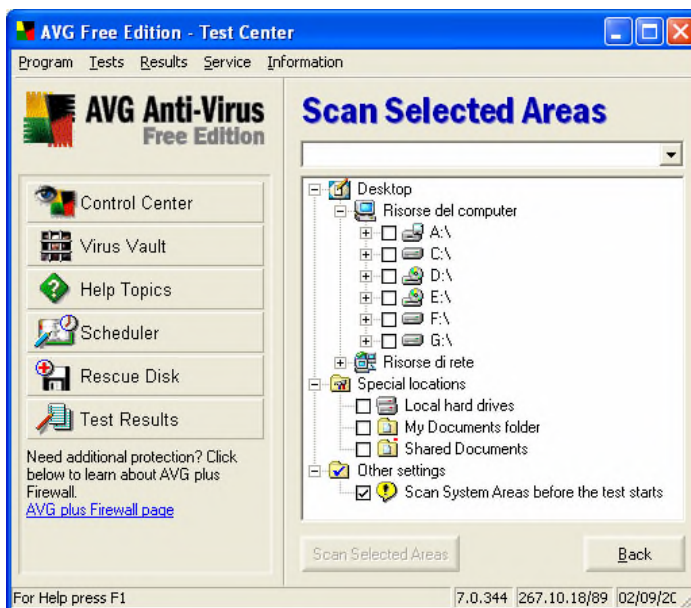 AVG Free Edition - Test Center
Program Tests Results Service Information
AVG Anti-Virus
Free Edition
Control Center
Virus Vault
Help Topics
Scheduler
Rescue Disk
Test Results
Need additional protection? Click
below to learn about AVG plus
Firewall.
AVG plus Firewall page
Scan Selected Areas
Desktop
Risorse del computer
A:\
C:\
D:\
E:\
F:\
G:\
Risorse di rete
Special locations
Local hard drives
My Documents folder
Shared Documents
Other settings
Scan System Areas before the test starts
Scan Selected Areas
Back
For Help press F1
7.0.344 267.10.18/89 02/09/20